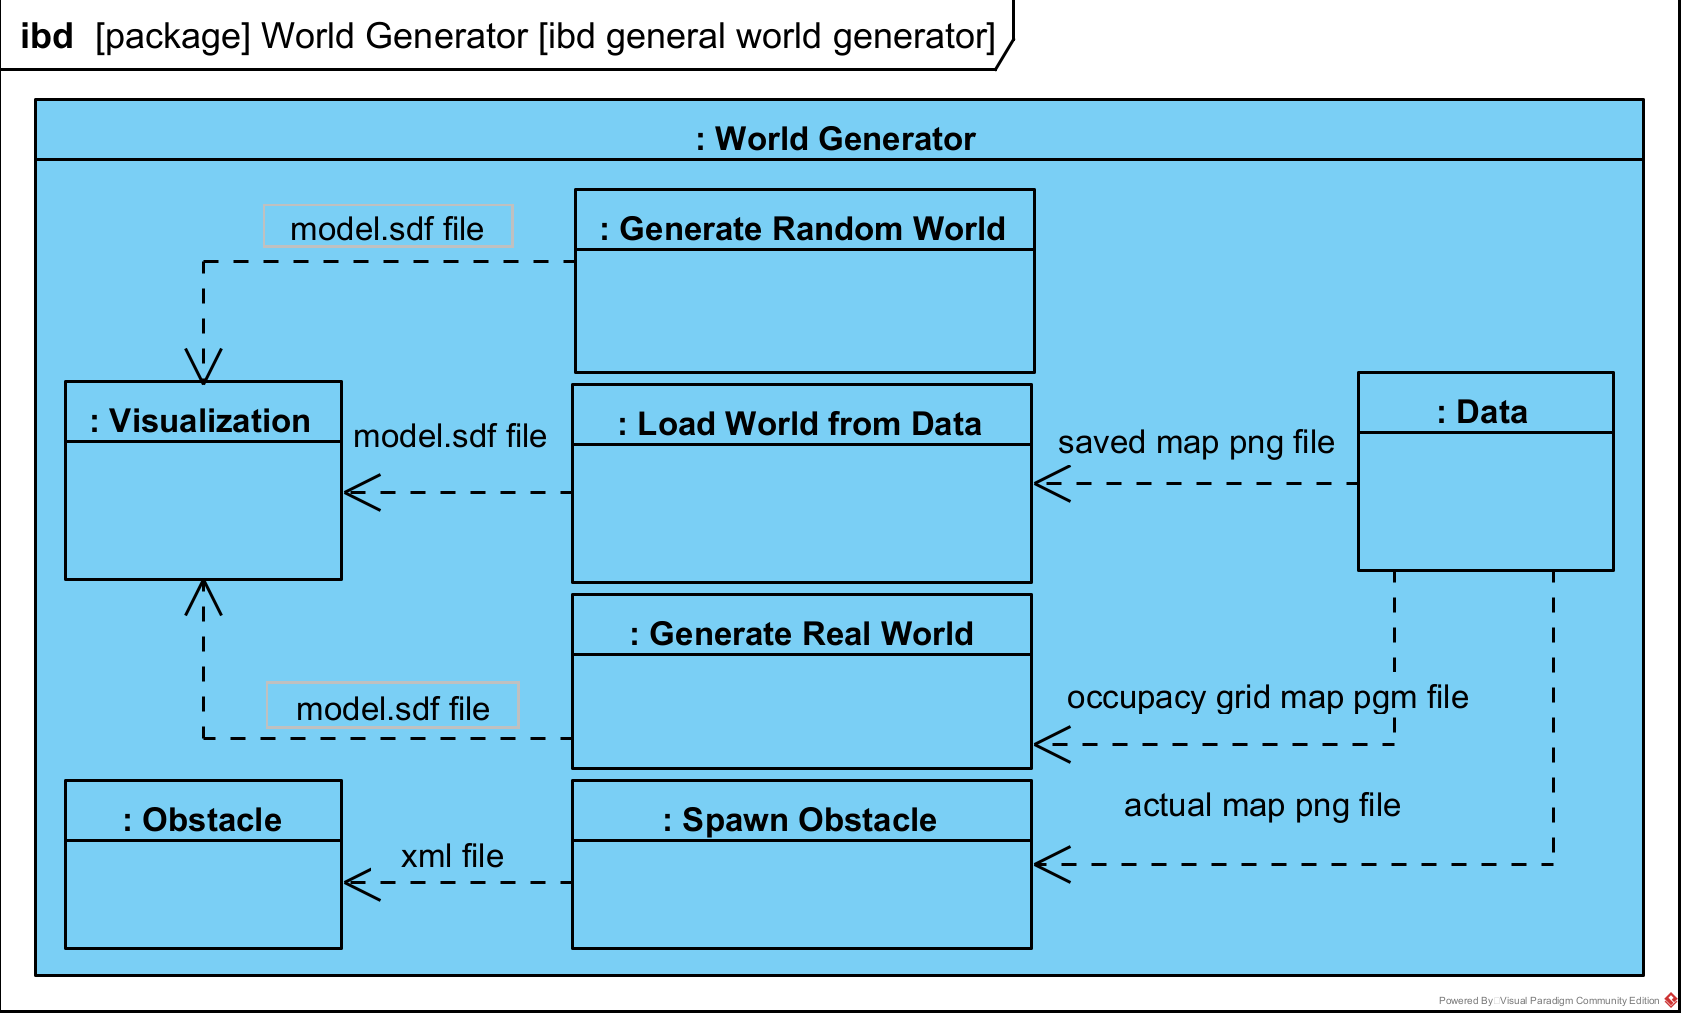 ibd [package] World Generator [ibd general world generator]
: World Generator
model.sdf file
: Generate Random World
: Visualization
model.sdf file
: Load World from Data
saved map png file
: Data
: Generate Real World
model.sdf file
occupacy grid map pgm file
actual map png file
: Obstacle
xml file
: Spawn Obstacle
Powered By Visual Paradigm Community Edition